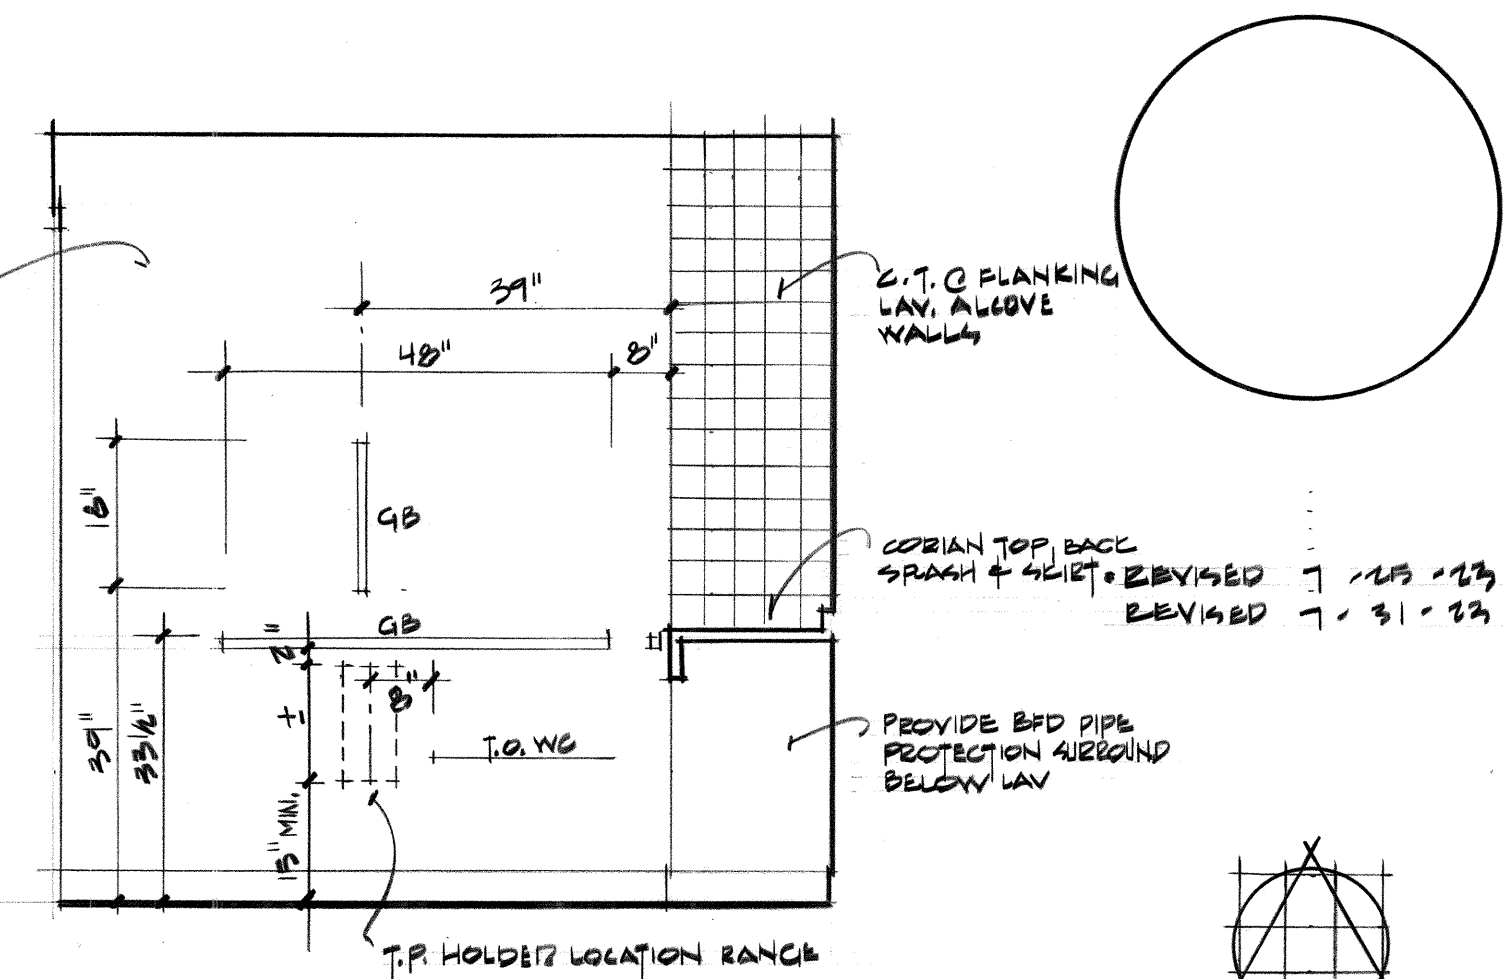 39"
48"
8"
C.T. @ FLANKING
LAV. ALCOVE
WALLS
18"
GB
GB
CORIAN TOP, BACK
SPLASH & SKIRT.
• REVISED 7 • 25 • 23
REVISED 7 • 31 • 23
2"
8"
39"
33 1/2"
+/-
T.O. WC
PROVIDE BFD PIPE
PROTECTION SURROUND
BELOW LAV
15" MIN.
T.P. HOLDER LOCATION RANGE